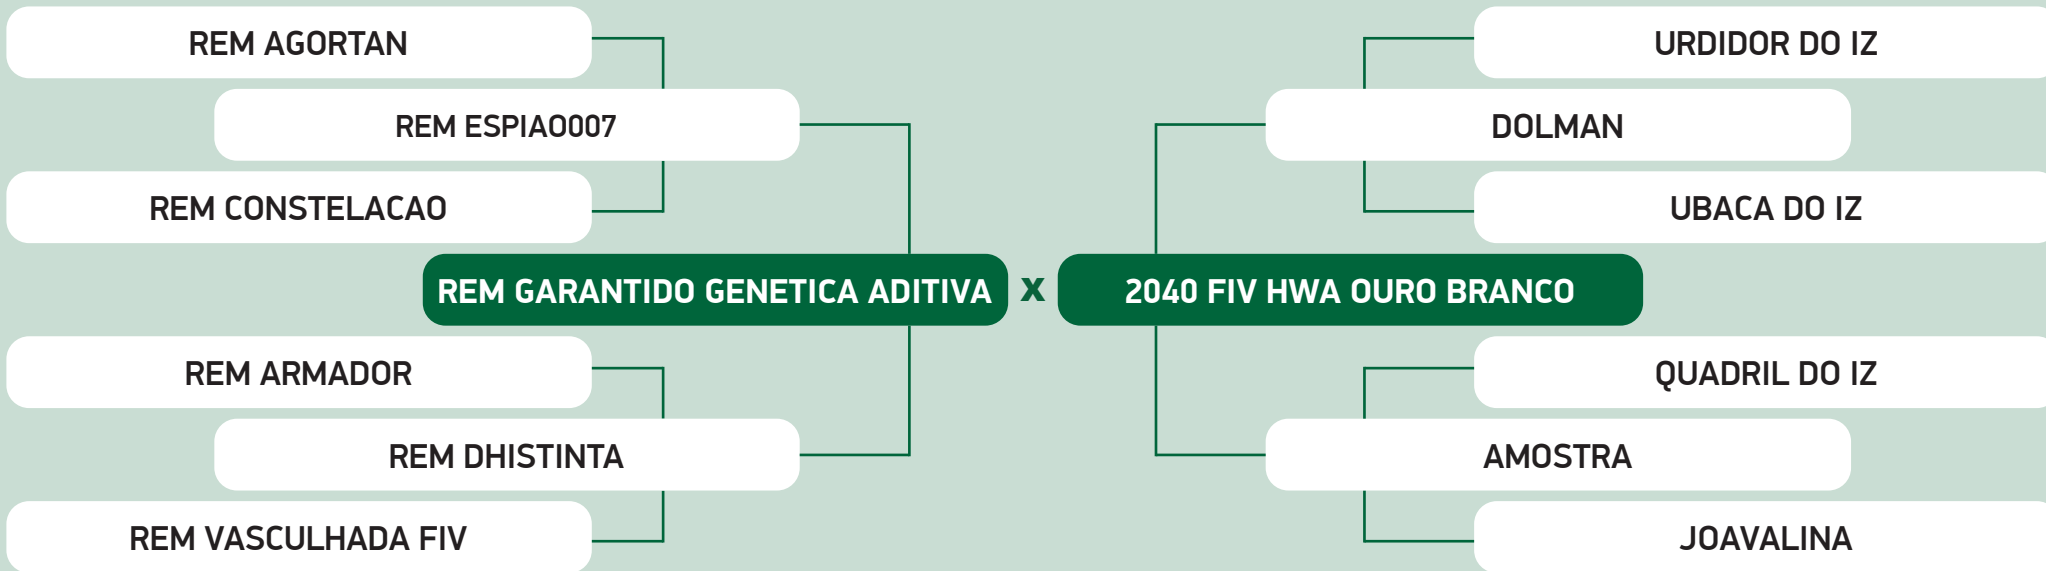 REM AGORTAN
URDIDOR DO IZ
REM ESPIAO007
DOLMAN
REM CONSTELACAO
UBACA DO IZ
REM GARANTIDO GENETICA ADITIVA x 2040 FIV HWA OURO BRANCO
REM ARMADOR
QUADRIL DO IZ
REM DHISTINTA
AMOSTRA
REM VASCULHADA FIV
JOAVALINA